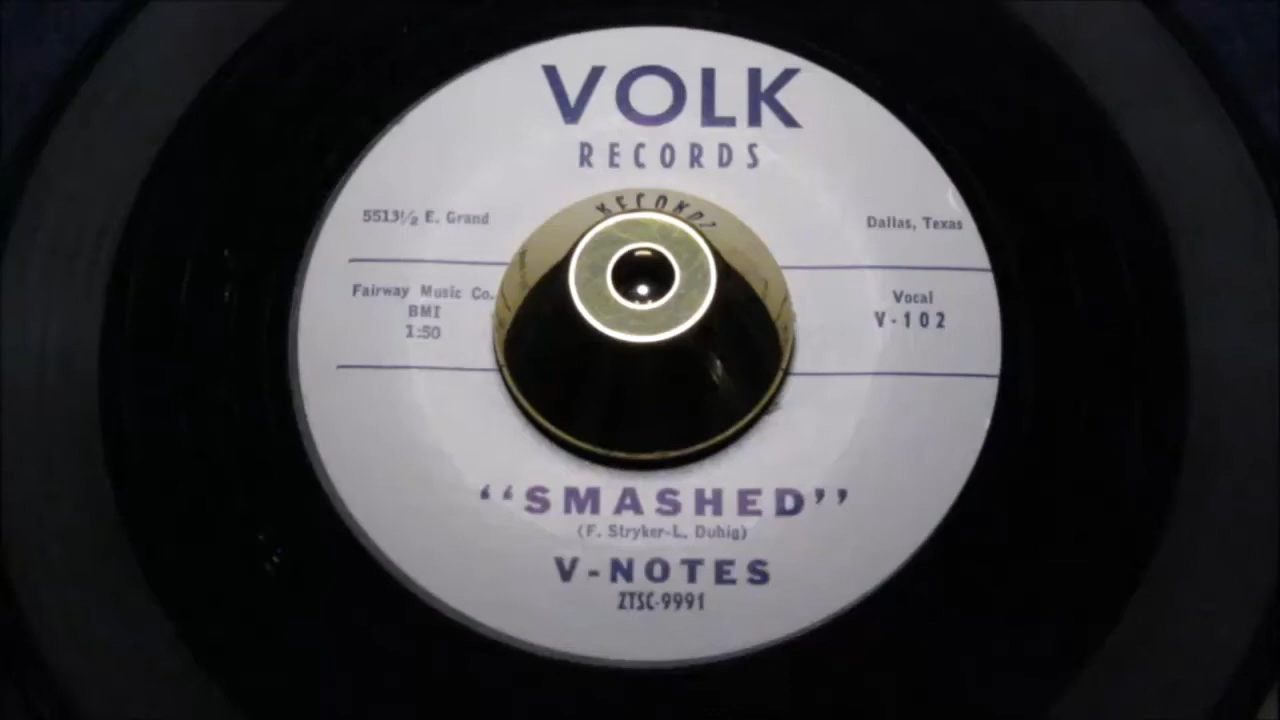 VOLK
RECORDS
RECORDS
5513½ E. Grand
Dallas, Texas
Fairway Music Co.
BMI
1:50
Vocal
V-102
“SMASHED”
(F. Stryker-L. Duhig)
V-NOTES
ZTSC-9991